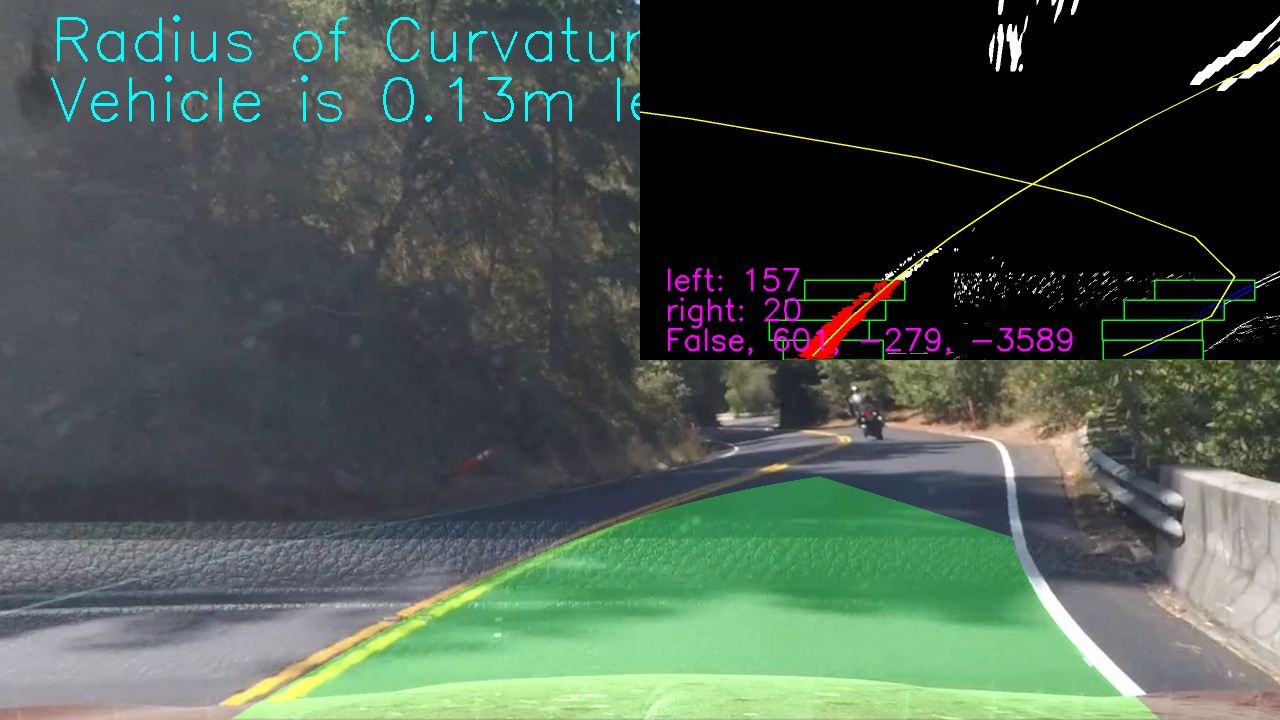 Radius of Curvatur
Vehicle is 0.13m le
left: 157
right: 20
False, 601, -279, -3589